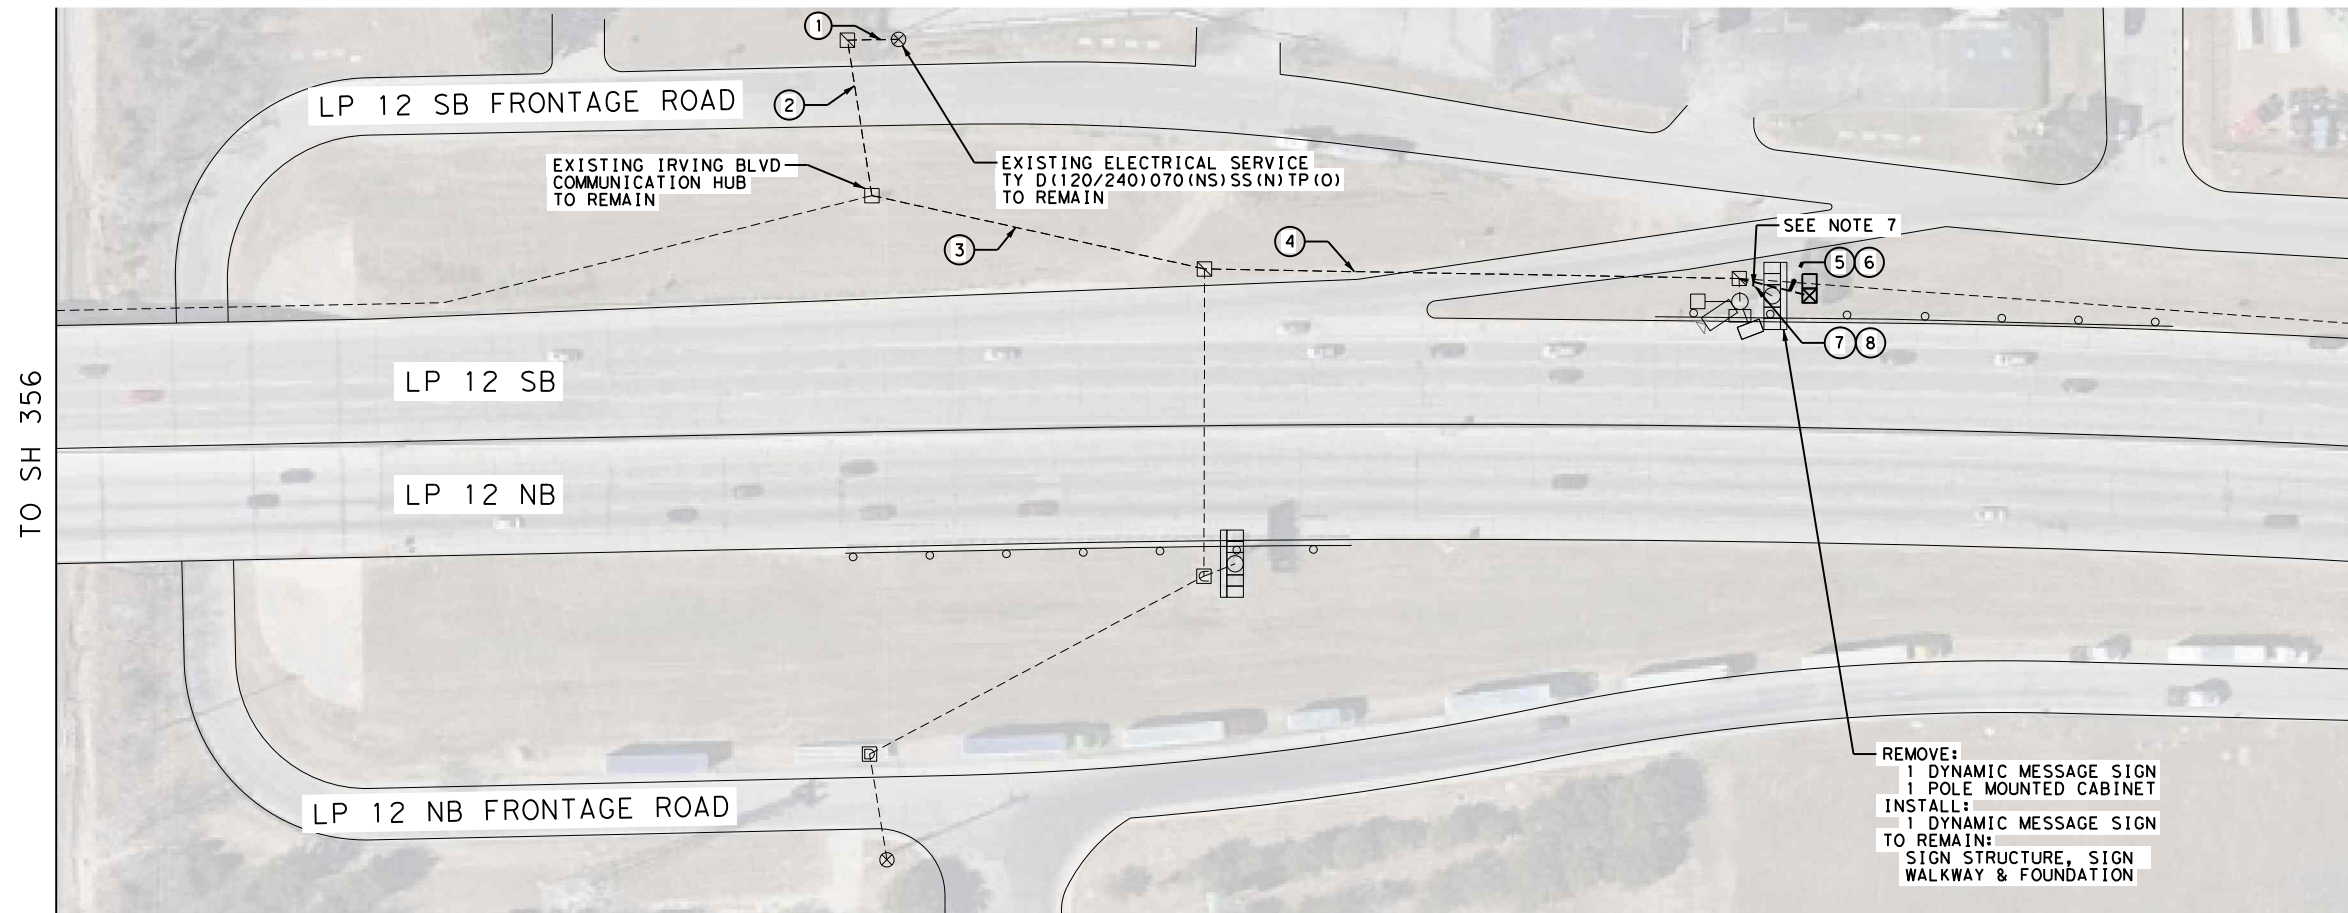 1
LP 12 SB FRONTAGE ROAD
2
EXISTING IRVING BLVD
COMMUNICATION HUB
TO REMAIN
EXISTING ELECTRICAL SERVICE
TY D(120/240)070(NS)SS(N)TP(O)
TO REMAIN
3
4
SEE NOTE 7
5 6
7 8
TO SH 356
LP 12 SB
LP 12 NB
LP 12 NB FRONTAGE ROAD
REMOVE:
1 DYNAMIC MESSAGE SIGN
1 POLE MOUNTED CABINET
INSTALL:
1 DYNAMIC MESSAGE SIGN
TO REMAIN:
SIGN STRUCTURE, SIGN
WALKWAY & FOUNDATION